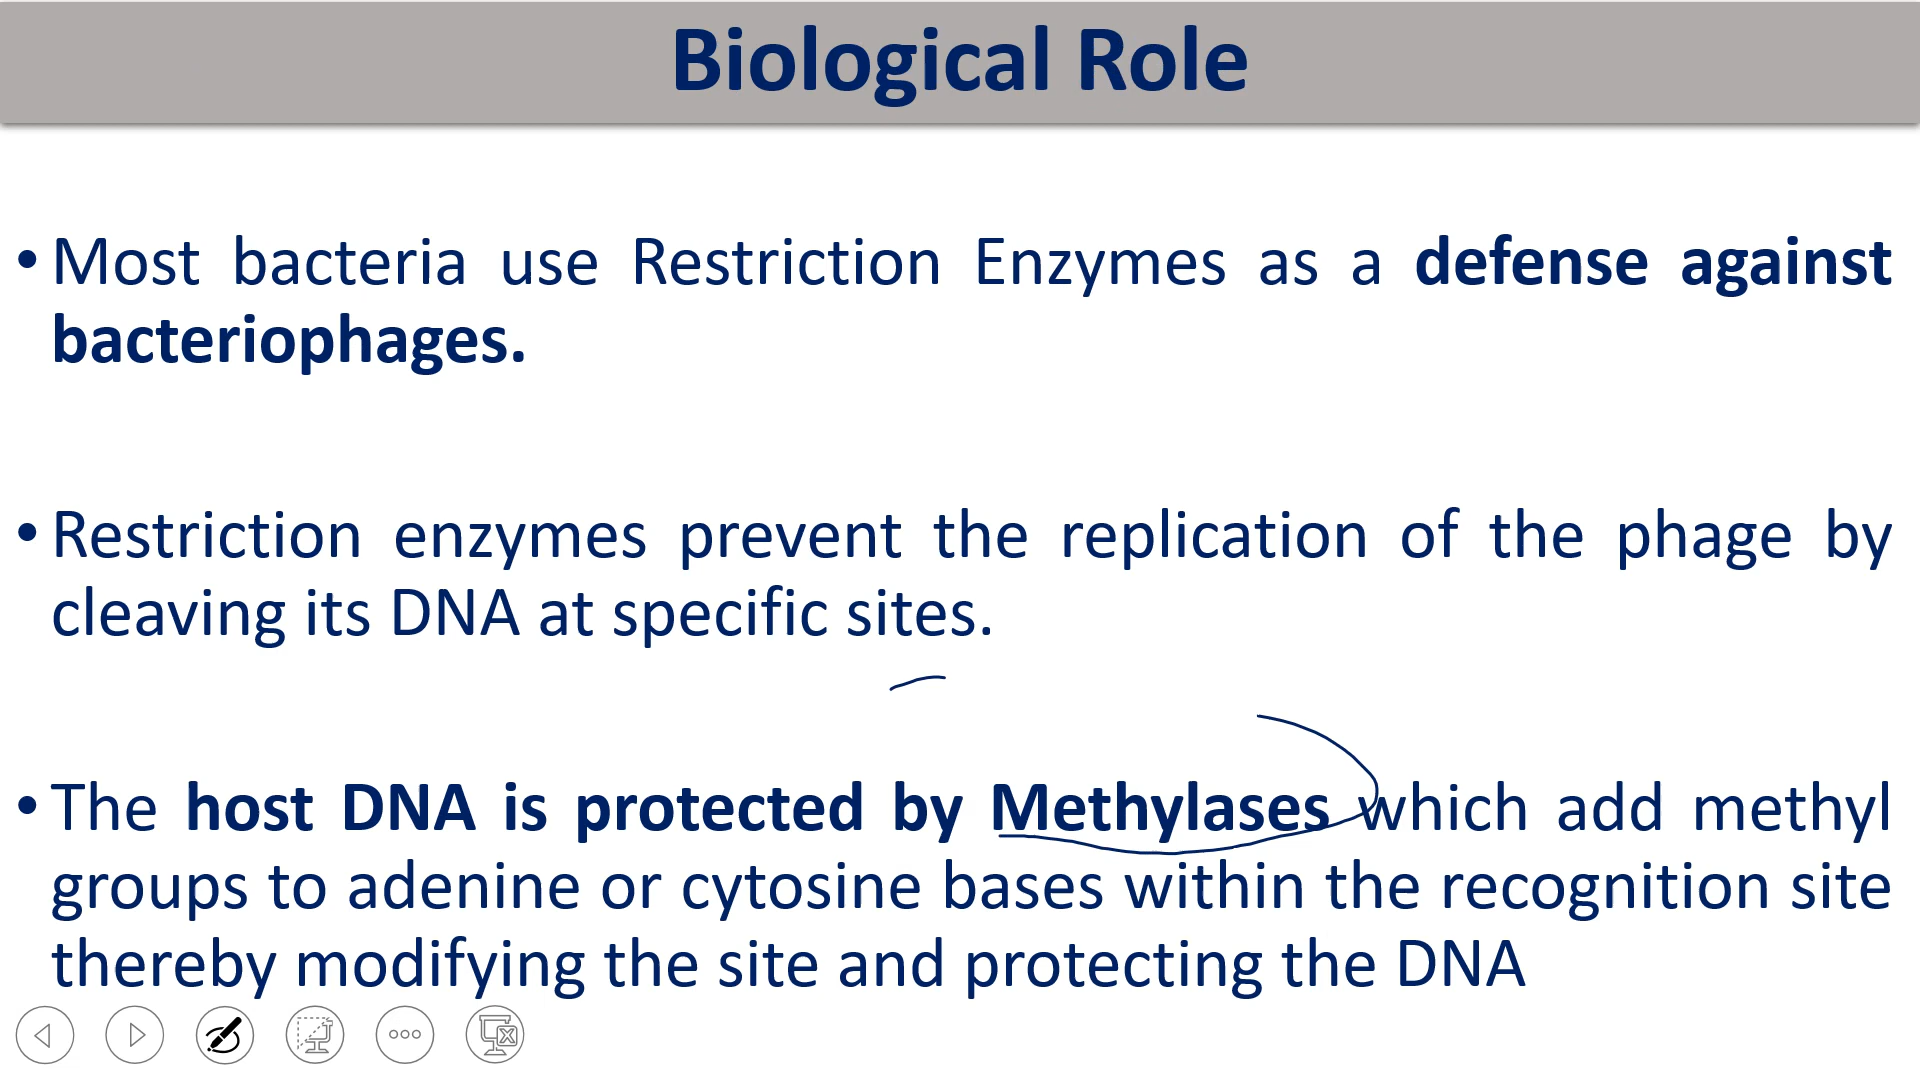 Biological Role
• Most bacteria use Restriction Enzymes as a defense against
bacteriophages.
• Restriction enzymes prevent the replication of the phage by
cleaving its DNA at specific sites.
• The host DNA is protected by Methylases which add methyl
groups to adenine or cytosine bases within the recognition site
thereby modifying the site and protecting the DNA